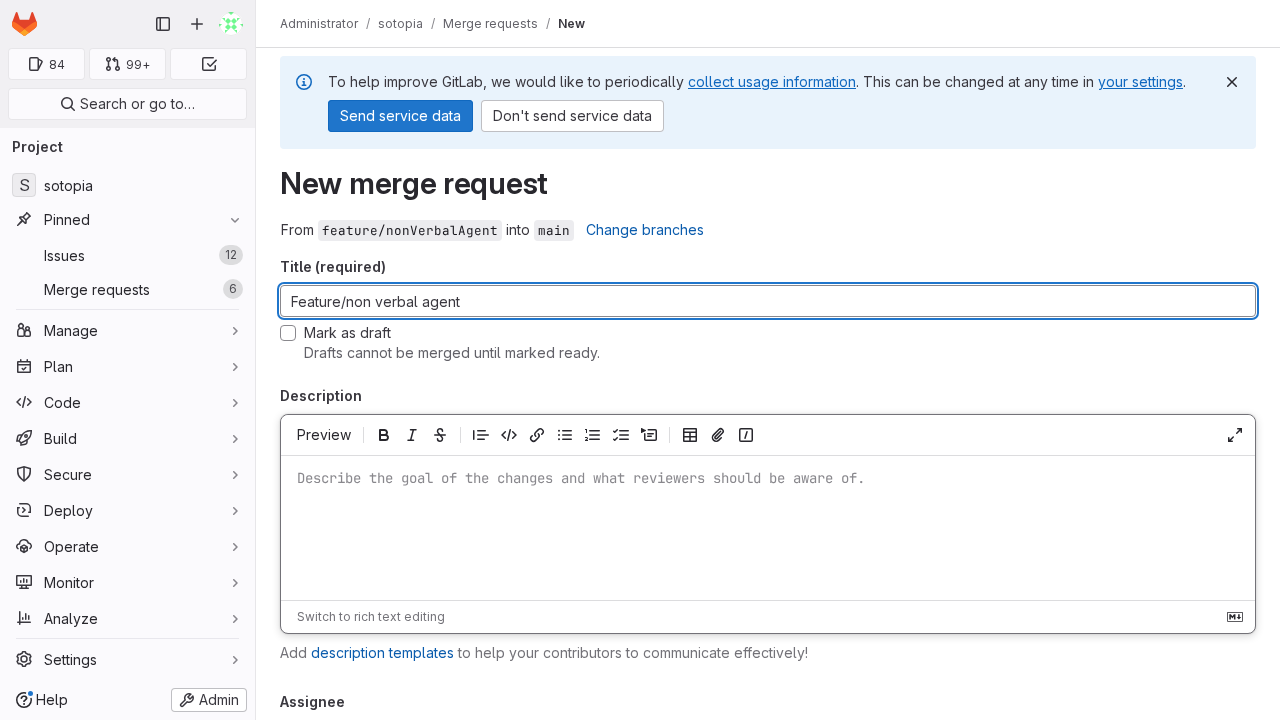 Administrator / sotopia / Merge requests / New
84
99+
Search or go to…
Project
S sotopia
Pinned
Issues 12
Merge requests 6
Manage
Plan
Code
Build
Secure
Deploy
Operate
Monitor
Analyze
Settings
Help
Admin
To help improve GitLab, we would like to periodically collect usage information. This can be changed at any time in your settings.
Send service data
Don't send service data
New merge request
From feature/nonVerbalAgent into main Change branches
Title (required)
Feature/non verbal agent
Mark as draft
Drafts cannot be merged until marked ready.
Description
Preview
Describe the goal of the changes and what reviewers should be aware of.
Switch to rich text editing
Add description templates to help your contributors to communicate effectively!
Assignee